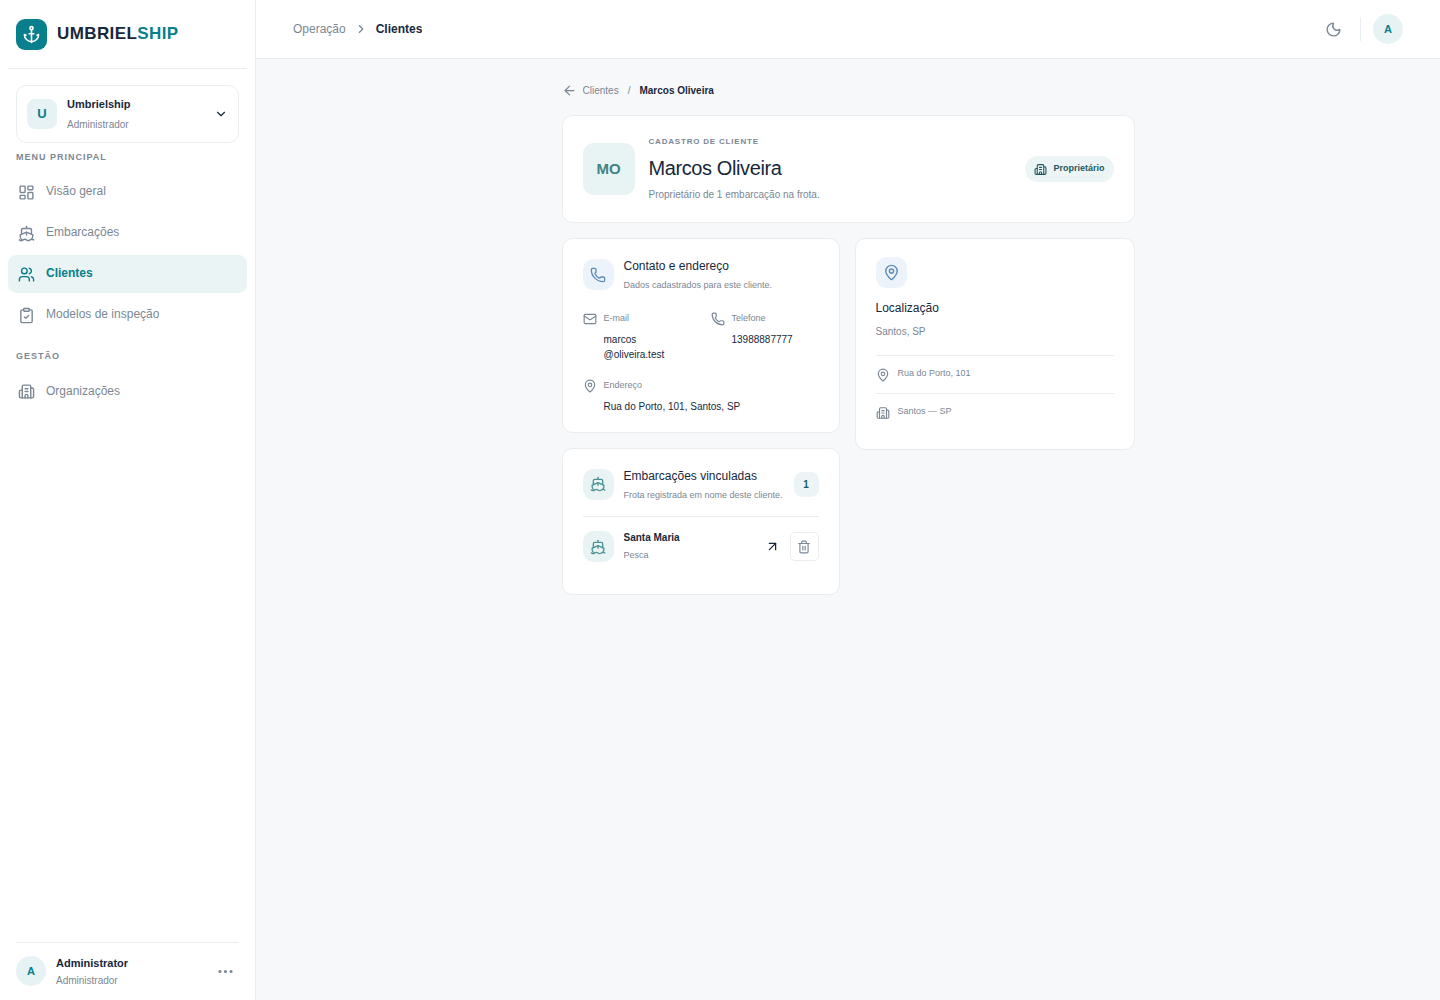 UMBRIELSHIP
U
Umbrielship
Administrador
MENU PRINCIPAL
Visão geral
Embarcações
Clientes
Modelos de inspeção
GESTÃO
Organizações
A
Administrator
Administrador
Operação
Clientes
A
Clientes / Marcos Oliveira
MO
CADASTRO DE CLIENTE
Marcos Oliveira
Proprietário de 1 embarcação na frota.
Proprietário
Contato e endereço
Dados cadastrados para este cliente.
E-mail
marcos
@oliveira.test
Telefone
13988887777
Endereço
Rua do Porto, 101, Santos, SP
Localização
Santos, SP
Rua do Porto, 101
Santos — SP
Embarcações vinculadas
Frota registrada em nome deste cliente.
1
Santa Maria
Pesca